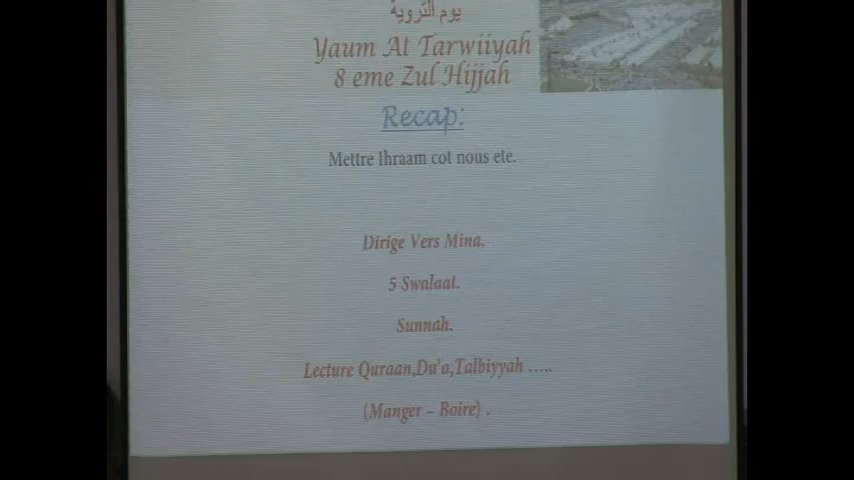 يوم التروية
Yaum At Tarwiiyah
8 eme Zul Hijjah
Recap:
Mettre Ihraam cot nous ete.
Dirige Vers Mina.
5 Swalaat.
Sunnah.
Lecture Quraan,Du'a,Talbiyyah .....
(Manger – Boire) .